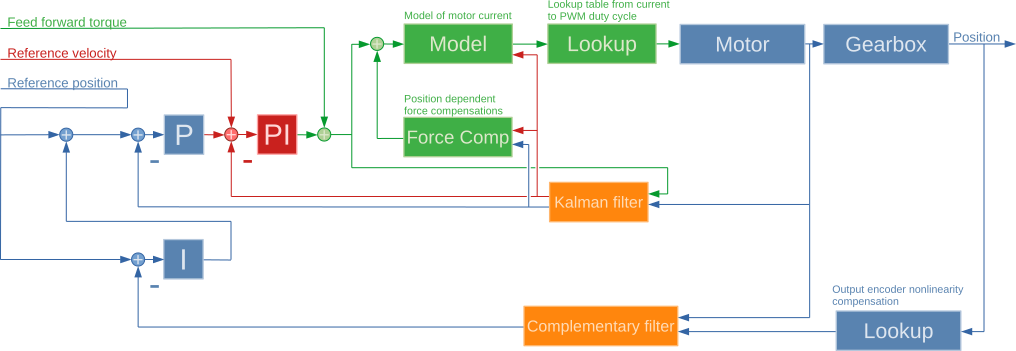 Feed forward torque
Reference velocity
Reference position
Model of motor current
Lookup table from current
to PWM duty cycle
Model
Lookup
Motor
Gearbox
Position
Position dependent
force compensations
P
PI
Force Comp
Kalman filter
I
Output encoder nonlinearity
compensation
Complementary filter
Lookup